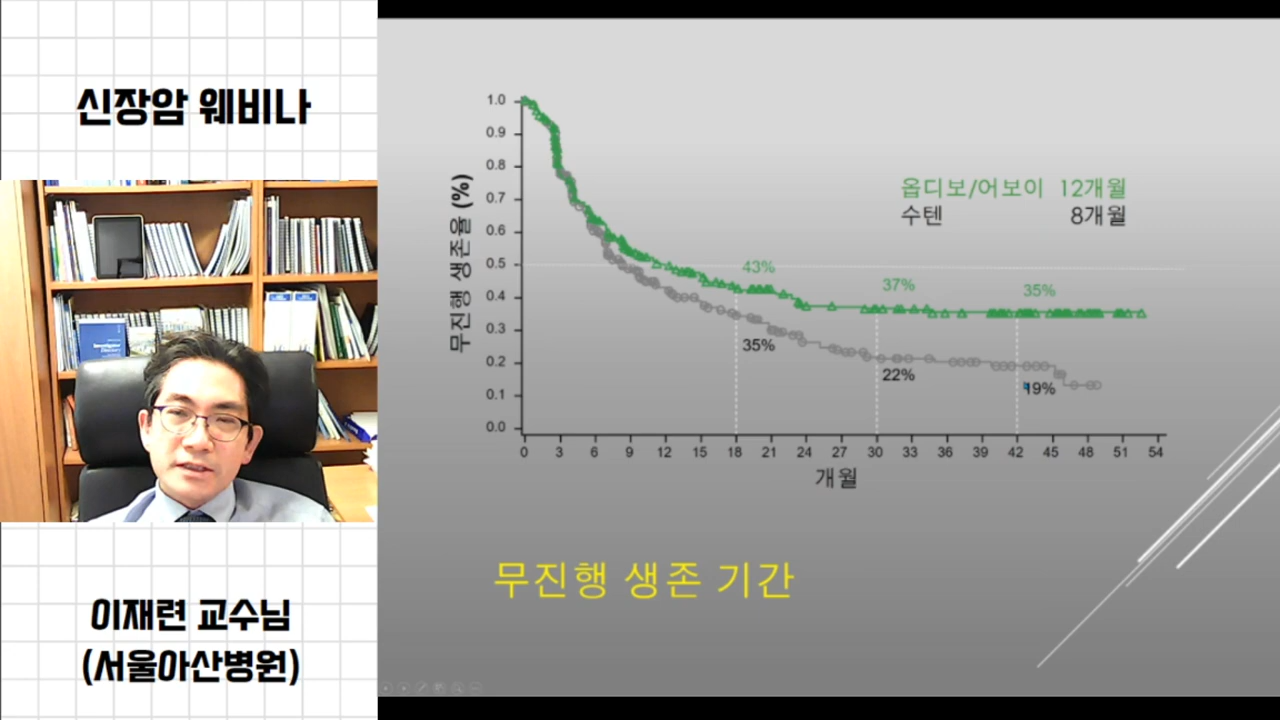 신장암 웨비나
이재련 교수님
(서울아산병원)
무진행 생존율 (%)
1.0
0.9
0.8
0.7
0.6
0.5
0.4
0.3
0.2
0.1
0.0
옵디보/어보이 12개월
수텐 8개월
43%
37%
35%
35%
22%
19%
0 3 6 9 12 15 18 21 24 27 30 33 36 39 42 45 48 51 54
개월
무진행 생존 기간